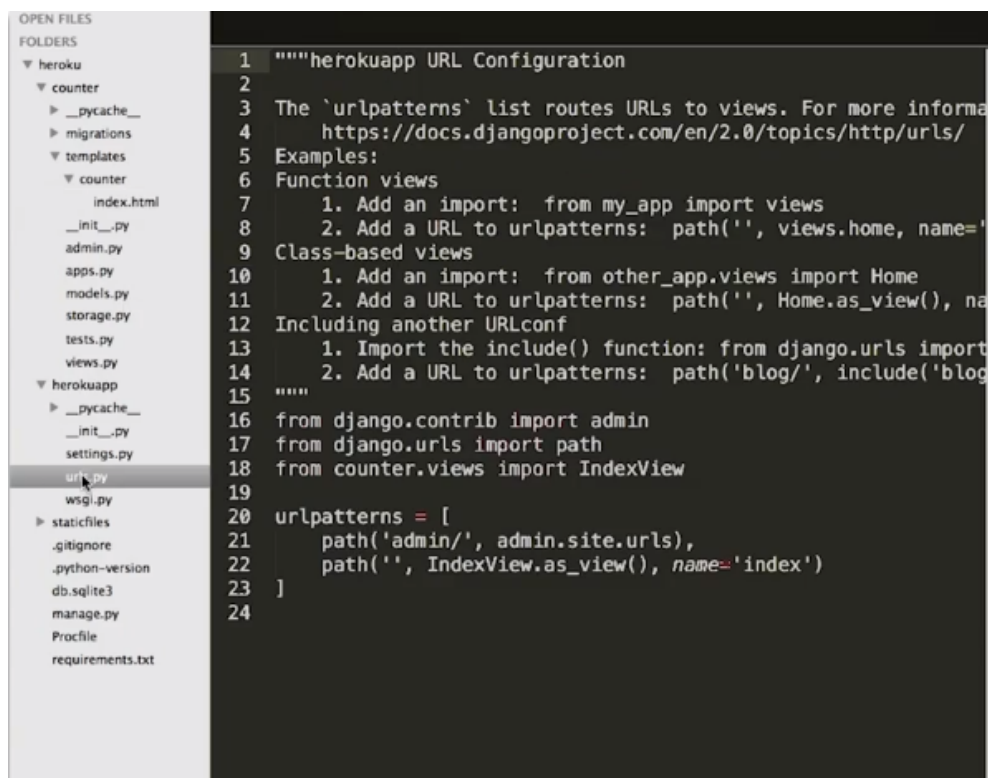 OPEN FILES
FOLDERS
heroku
counter
__pycache__
migrations
templates
counter
index.html
__init__.py
admin.py
apps.py
models.py
storage.py
tests.py
views.py
herokuapp
__pycache__
__init__.py
settings.py
urls.py
wsgi.py
staticfiles
.gitignore
.python-version
db.sqlite3
manage.py
Procfile
requirements.txt
1 """herokuapp URL Configuration
2
3 The `urlpatterns` list routes URLs to views. For more informa
4     https://docs.djangoproject.com/en/2.0/topics/http/urls/
5 Examples:
6 Function views
7     1. Add an import:  from my_app import views
8     2. Add a URL to urlpatterns:  path('', views.home, name='
9 Class-based views
10     1. Add an import:  from other_app.views import Home
11     2. Add a URL to urlpatterns:  path('', Home.as_view(), na
12 Including another URLconf
13     1. Import the include() function: from django.urls import
14     2. Add a URL to urlpatterns:  path('blog/', include('blog
15 """
16 from django.contrib import admin
17 from django.urls import path
18 from counter.views import IndexView
19
20 urlpatterns = [
21     path('admin/', admin.site.urls),
22     path('', IndexView.as_view(), name='index')
23 ]
24